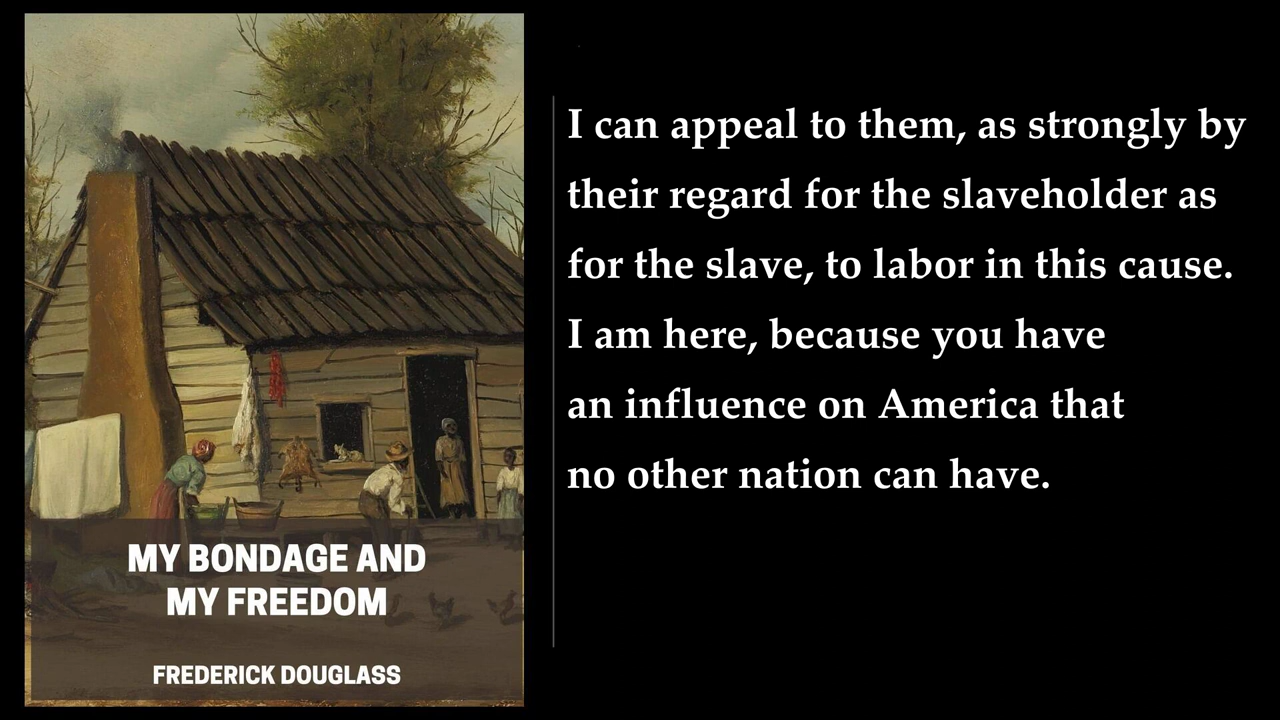 MY BONDAGE AND
MY FREEDOM
FREDERICK DOUGLASS
I can appeal to them, as strongly by
their regard for the slaveholder as
for the slave, to labor in this cause.
I am here, because you have
an influence on America that
no other nation can have.